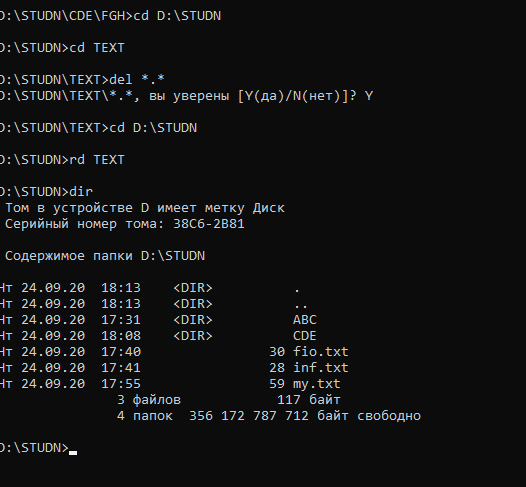 D:\STUDN\CDE\FGH>cd D:\STUDN
D:\STUDN>cd TEXT
D:\STUDN\TEXT>del *.*
D:\STUDN\TEXT\*.*, вы уверены [Y(да)/N(нет)]? Y
D:\STUDN\TEXT>cd D:\STUDN
D:\STUDN>rd TEXT
D:\STUDN>dir
Том в устройстве D имеет метку Диск
Серийный номер тома: 38C6-2B81
Содержимое папки D:\STUDN
Чт 24.09.20  18:13    <DIR>          .
Чт 24.09.20  18:13    <DIR>          ..
Чт 24.09.20  17:31    <DIR>          ABC
Чт 24.09.20  18:08    <DIR>          CDE
Чт 24.09.20  17:40                30 fio.txt
Чт 24.09.20  17:41                28 inf.txt
Чт 24.09.20  17:55                59 my.txt
3 файлов            117 байт
4 папок  356 172 787 712 байт свободно
D:\STUDN>